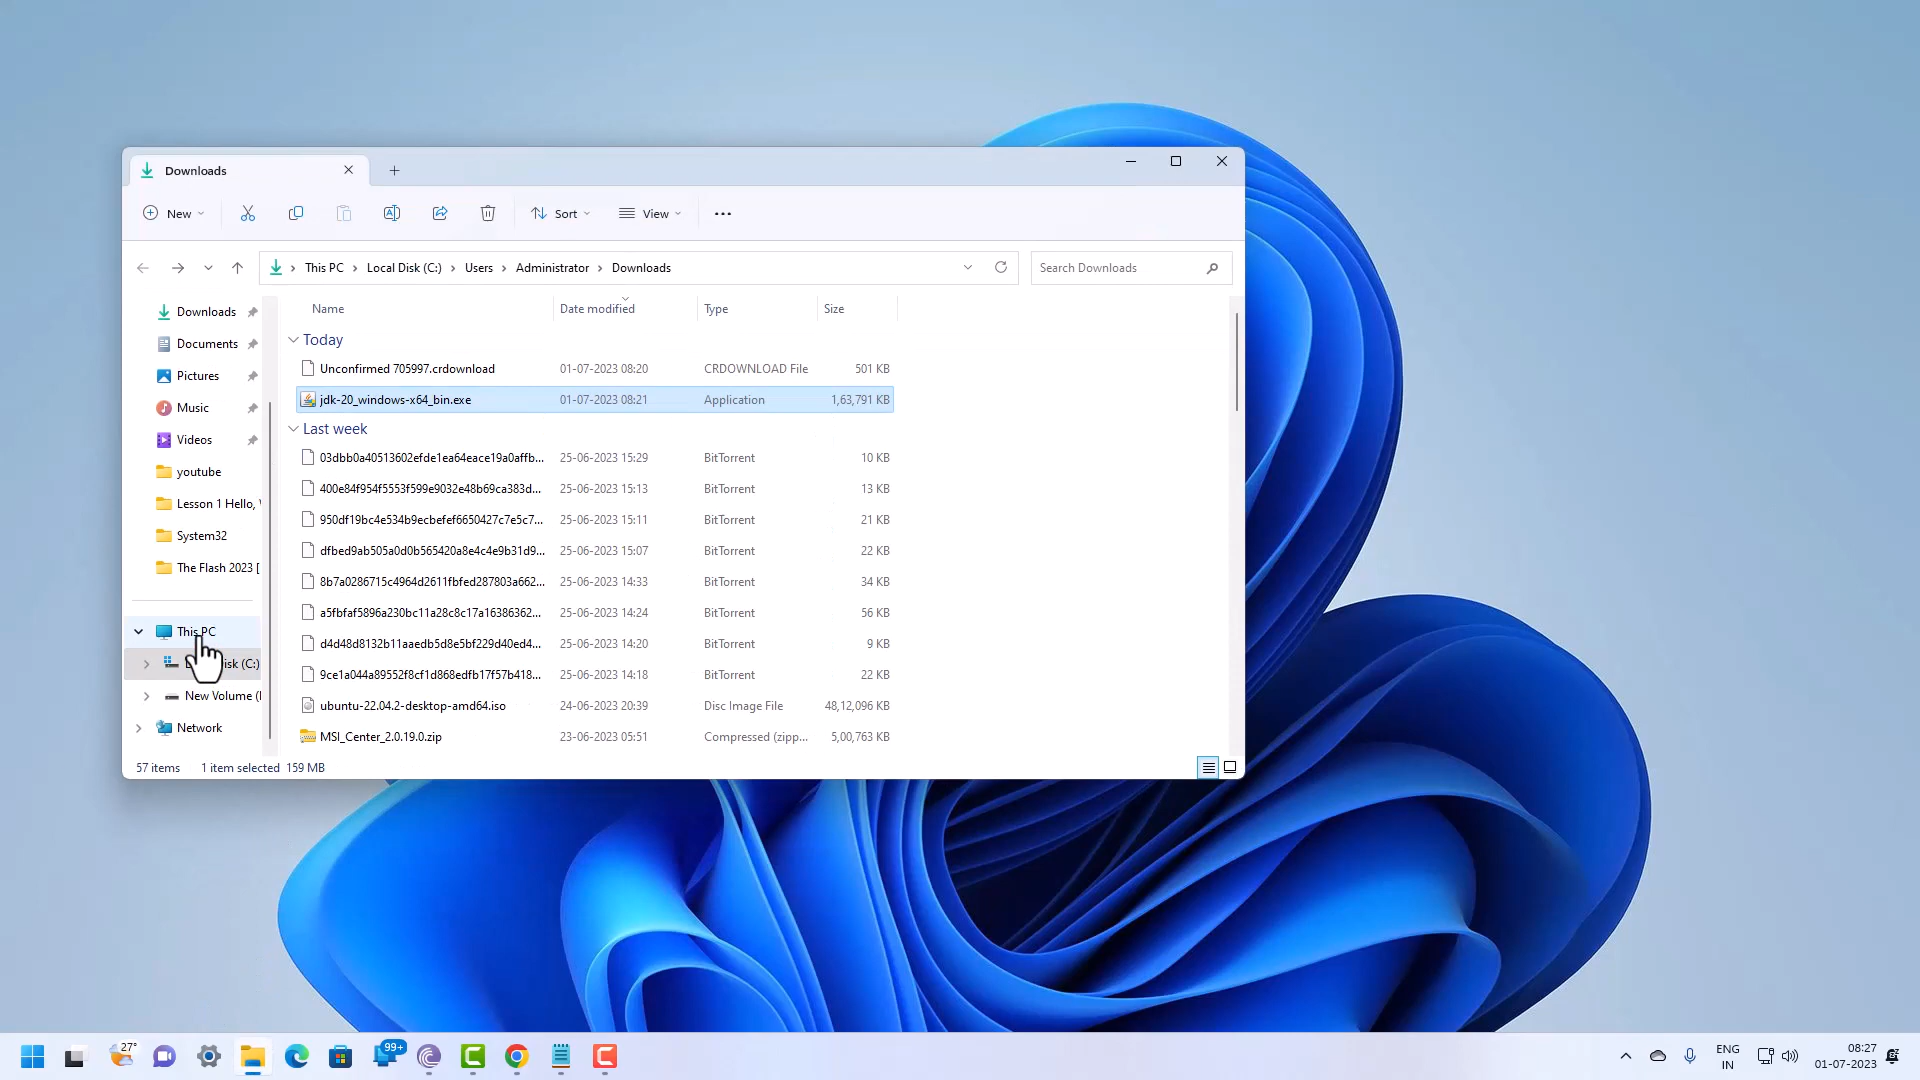 Downloads
New
Sort
View
This PC
Local Disk (C:)
Users
Administrator
Downloads
Search Downloads
Downloads
Documents
Pictures
Music
Videos
youtube
Lesson 1 Hello,
System32
The Flash 2023 [
This PC
isk (C:)
New Volume (
Network
Name Date modified Type Size
Today
Unconfirmed 705997.crdownload 01-07-2023 08:20 CRDOWNLOAD File 501 KB
jdk-20_windows-x64_bin.exe 01-07-2023 08:21 Application 1,63,791 KB
Last week
03dbb0a40513602efde1ea64eace19a0affb... 25-06-2023 15:29 BitTorrent 10 KB
400e84f954f5553f599e9032e48b69ca383d... 25-06-2023 15:13 BitTorrent 13 KB
950df19bc4e534b9ecbefef6650427c7e5c7... 25-06-2023 15:11 BitTorrent 21 KB
dfbed9ab505a0d0b565420a8e4c4e9b31d9... 25-06-2023 15:07 BitTorrent 22 KB
8b7a0286715c4964d2611fbfed287803a662... 25-06-2023 14:33 BitTorrent 34 KB
a5fbfaf5896a230bc11a28c8c17a16386362... 25-06-2023 14:24 BitTorrent 56 KB
d4d48d8132b11aaedb5d8e5bf229d40ed4... 25-06-2023 14:20 BitTorrent 9 KB
9ce1a044a89552f8cf1d868edfb17f57b418... 25-06-2023 14:18 BitTorrent 22 KB
ubuntu-22.04.2-desktop-amd64.iso 24-06-2023 20:39 Disc Image File 48,12,096 KB
MSI_Center_2.0.19.0.zip 23-06-2023 05:51 Compressed (zipp... 5,00,763 KB
57 items 1 item selected 159 MB
27°
99+
ENG
IN
08:27
01-07-2023